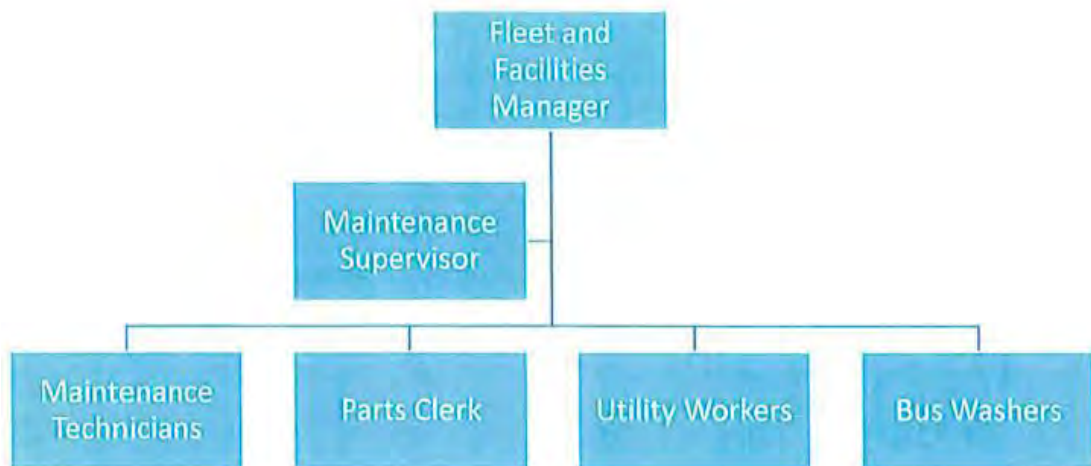 Fleet and
Facilities
Manager
Maintenance
Supervisor
Maintenance
Technicians
Parts Clerk
Utility Workers
Bus Washers